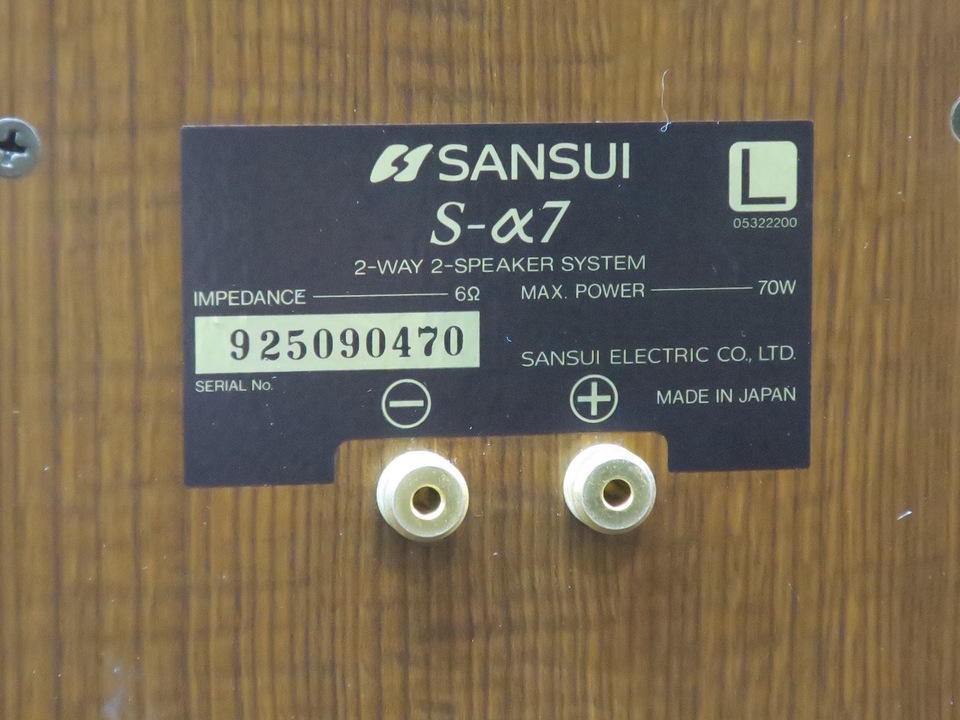 SANSUI
L
05322200
S-α7
2-WAY 2-SPEAKER SYSTEM
IMPEDANCE 6Ω
MAX. POWER 70W
925090470
SERIAL No.
SANSUI ELECTRIC CO., LTD.
MADE IN JAPAN
− +